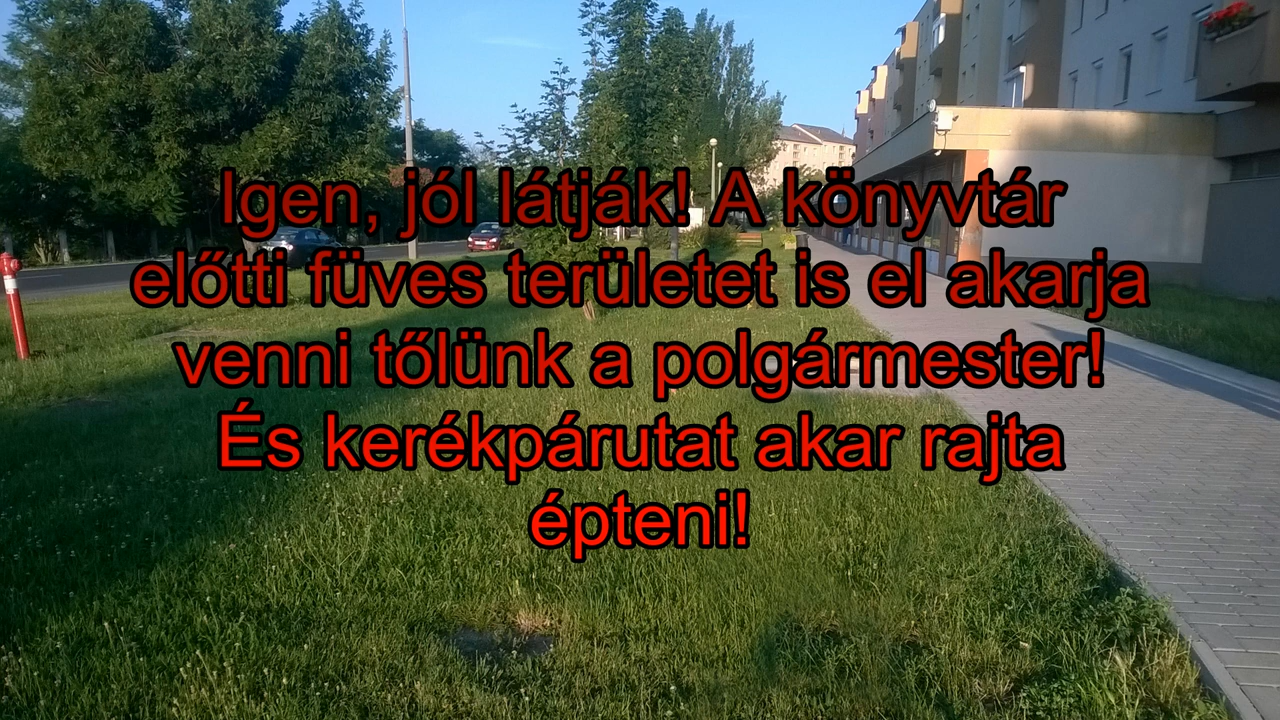 Igen, jól látják! A könyvtár
előtti füves területet is el akarja
venni tőlünk a polgármester!
És kerékpárutat akar rajta
épteni!